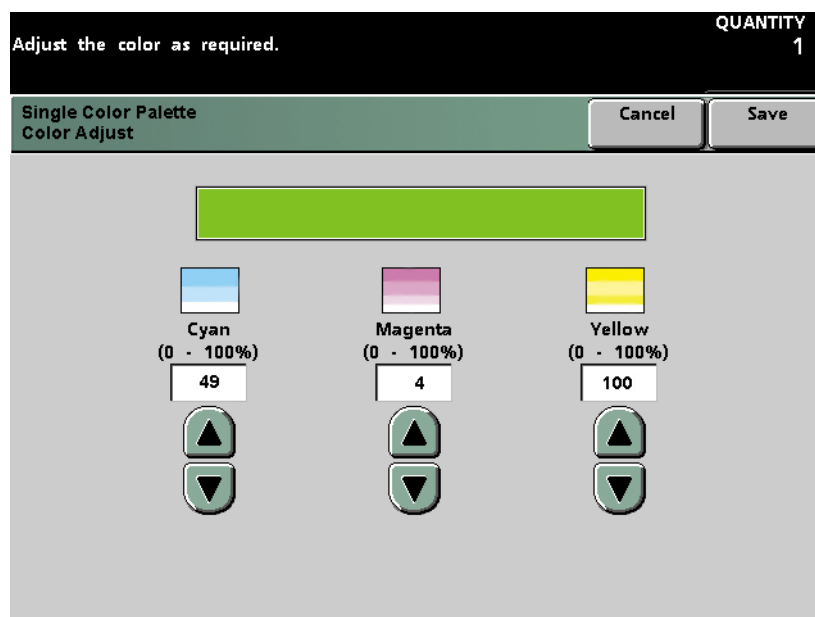 QUANTITY
Adjust the color as required.
1
Single Color Palette
Color Adjust
Cancel
Save
Cyan
(0 - 100%)
49
Magenta
(0 - 100%)
4
Yellow
(0 - 100%)
100